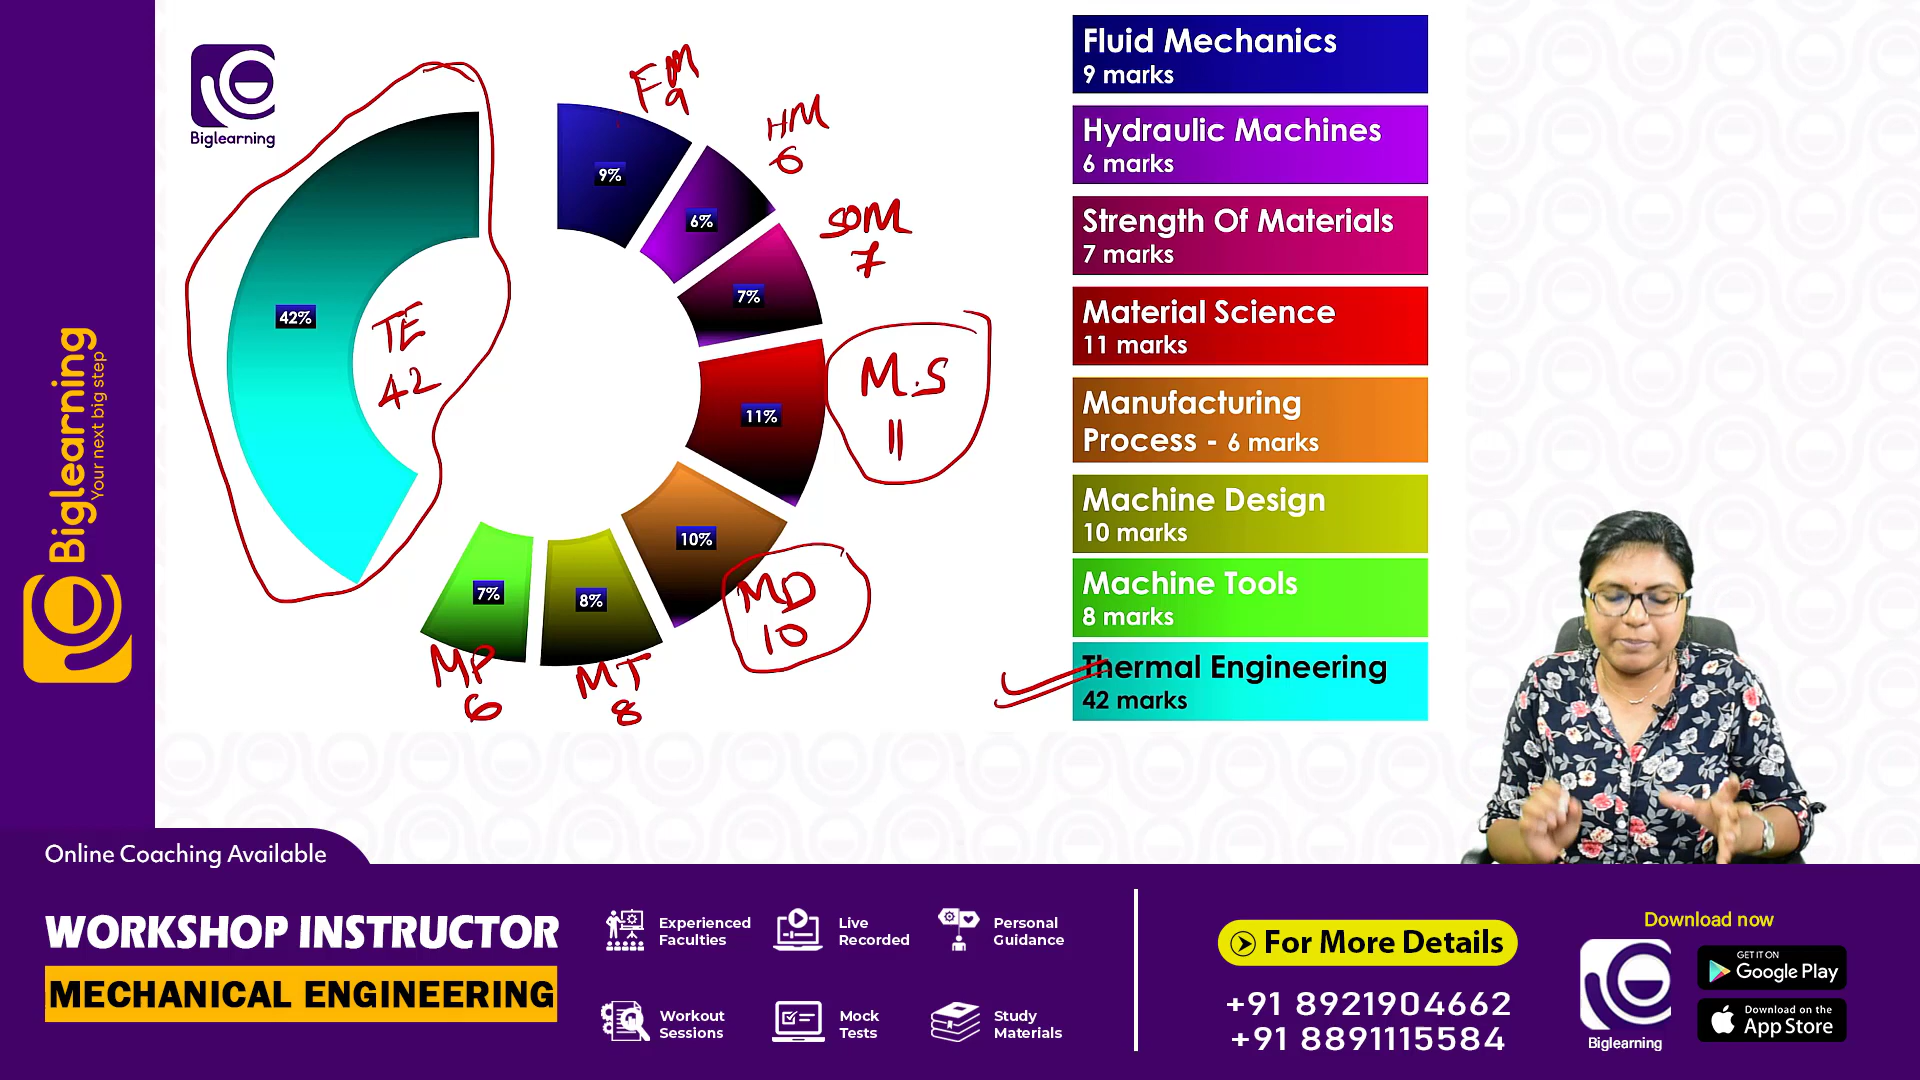 Biglearning
9%
6%
7%
11%
10%
8%
7%
42%
FM
9
HM
6
SOM
7
M.S
11
MD
10
MT
8
MP
6
TE
42
Fluid Mechanics
9 marks
Hydraulic Machines
6 marks
Strength Of Materials
7 marks
Material Science
11 marks
Manufacturing
Process - 6 marks
Machine Design
10 marks
Machine Tools
8 marks
Thermal Engineering
42 marks
Biglearning
Your next big step
Online Coaching Available
WORKSHOP INSTRUCTOR
MECHANICAL ENGINEERING
Experienced
Faculties
Live
Recorded
Personal
Guidance
Workout
Sessions
Mock
Tests
Study
Materials
For More Details
+91 8921904662
+91 8891115584
Download now
Biglearning
GET IT ON
Google Play
Download on the
App Store